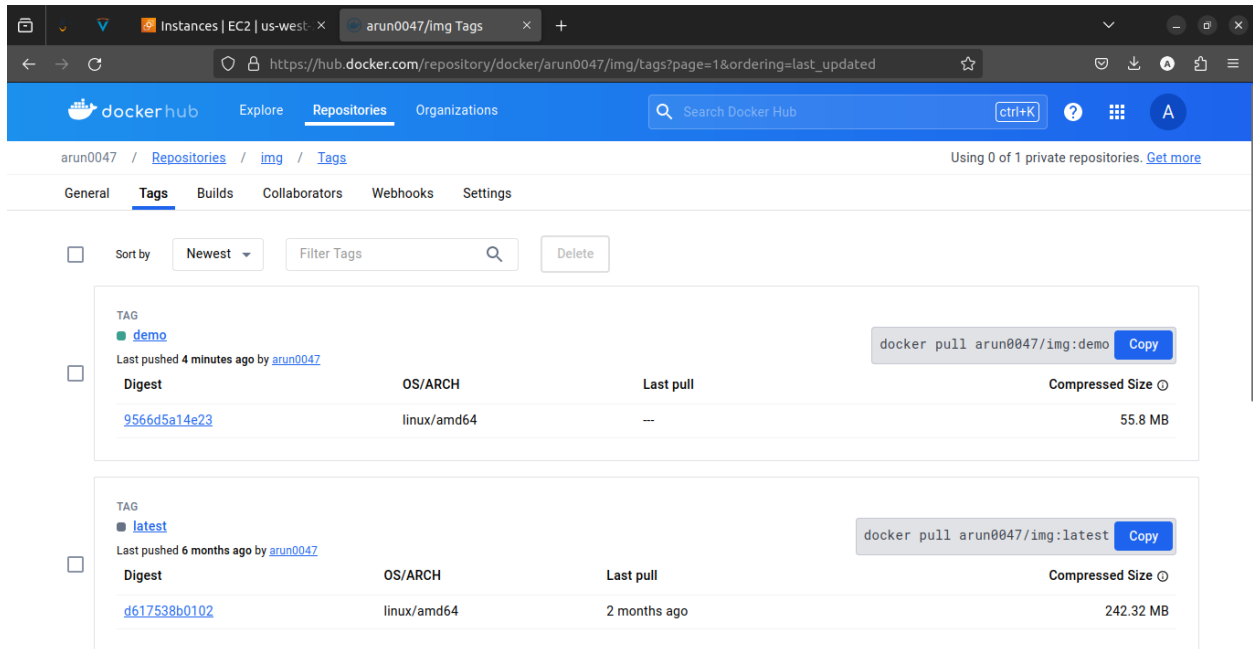 Instances | EC2 | us-west-
arun0047/img Tags
https://hub.docker.com/repository/docker/arun0047/img/tags?page=1&ordering=last_updated
A
dockerhub Explore Repositories Organizations Search Docker Hub ctrl+K ? A
arun0047 / Repositories / img / Tags Using 0 of 1 private repositories. Get more
General Tags Builds Collaborators Webhooks Settings
Sort by Newest Filter Tags Delete
TAG
demo
docker pull arun0047/img:demo Copy
Last pushed 4 minutes ago by arun0047
Digest OS/ARCH Last pull Compressed Size
9566d5a14e23 linux/amd64 --- 55.8 MB
TAG
latest
docker pull arun0047/img:latest Copy
Last pushed 6 months ago by arun0047
Digest OS/ARCH Last pull Compressed Size
d617538b0102 linux/amd64 2 months ago 242.32 MB